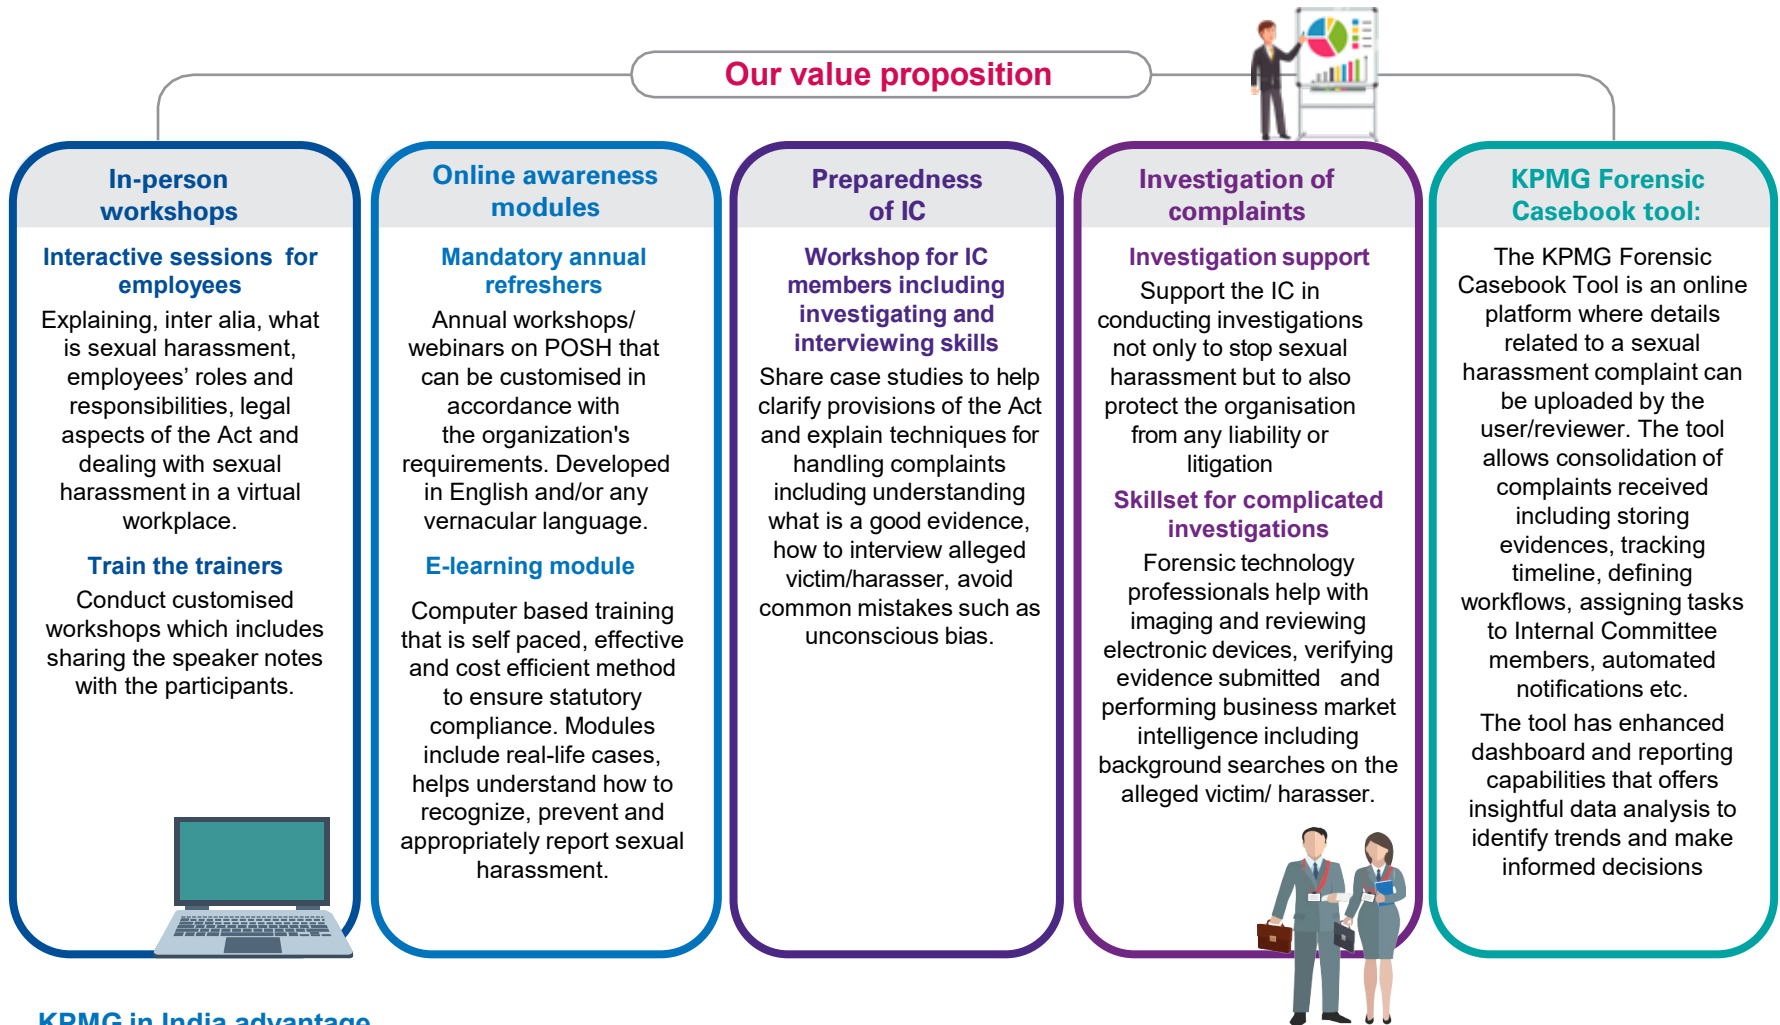 Our value proposition
In-person
workshops
Interactive sessions for
employees
Explaining, inter alia, what
is sexual harassment,
employees’ roles and
responsibilities, legal
aspects of the Act and
dealing with sexual
harassment in a virtual
workplace.
Train the trainers
Conduct customised
workshops which includes
sharing the speaker notes
with the participants.
Online awareness
modules
Mandatory annual
refreshers
Annual workshops/
webinars on POSH that
can be customised in
accordance with
the organization's
requirements. Developed
in English and/or any
vernacular language.
E-learning module
Computer based training
that is self paced, effective
and cost efficient method
to ensure statutory
compliance. Modules
include real-life cases,
helps understand how to
recognize, prevent and
appropriately report sexual
harassment.
Preparedness
of IC
Workshop for IC
members including
investigating and
interviewing skills
Share case studies to help
clarify provisions of the Act
and explain techniques for
handling complaints
including understanding
what is a good evidence,
how to interview alleged
victim/harasser, avoid
common mistakes such as
unconscious bias.
Investigation of
complaints
Investigation support
Support the IC in
conducting investigations
not only to stop sexual
harassment but to also
protect the organisation
from any liability or
litigation
Skillset for complicated
investigations
Forensic technology
professionals help with
imaging and reviewing
electronic devices, verifying
evidence submitted and
performing business market
intelligence including
background searches on the
alleged victim/ harasser.
KPMG Forensic
Casebook tool:
The KPMG Forensic
Casebook Tool is an online
platform where details
related to a sexual
harassment complaint can
be uploaded by the
user/reviewer. The tool
allows consolidation of
complaints received
including storing
evidences, tracking
timeline, defining
workflows, assigning tasks
to Internal Committee
members, automated
notifications etc.
The tool has enhanced
dashboard and reporting
capabilities that offers
insightful data analysis to
identify trends and make
informed decisions
KPMG in India advantage